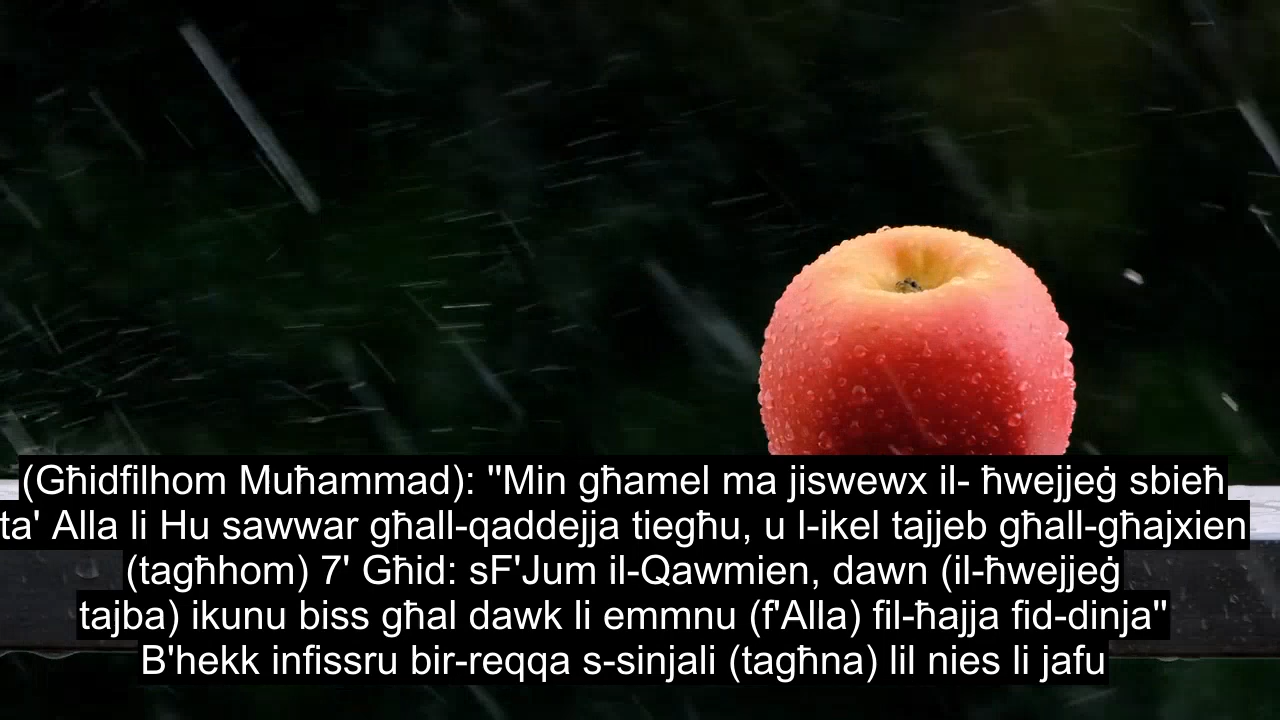 (Għidfilhom Muħammad): "Min għamel ma jiswewx il- ħwejjeġ sbieħ
ta' Alla li Hu sawwar għall-qaddejja tiegħu, u l-ikel tajjeb għall-għajxien
(tagħhom) 7' Għid: sF'Jum il-Qawmien, dawn (il-ħwejjeġ
tajba) ikunu biss għal dawk li emmnu (f'Alla) fil-ħajja fid-dinja"
B'hekk infissru bir-reqqa s-sinjali (tagħna) lil nies li jafu